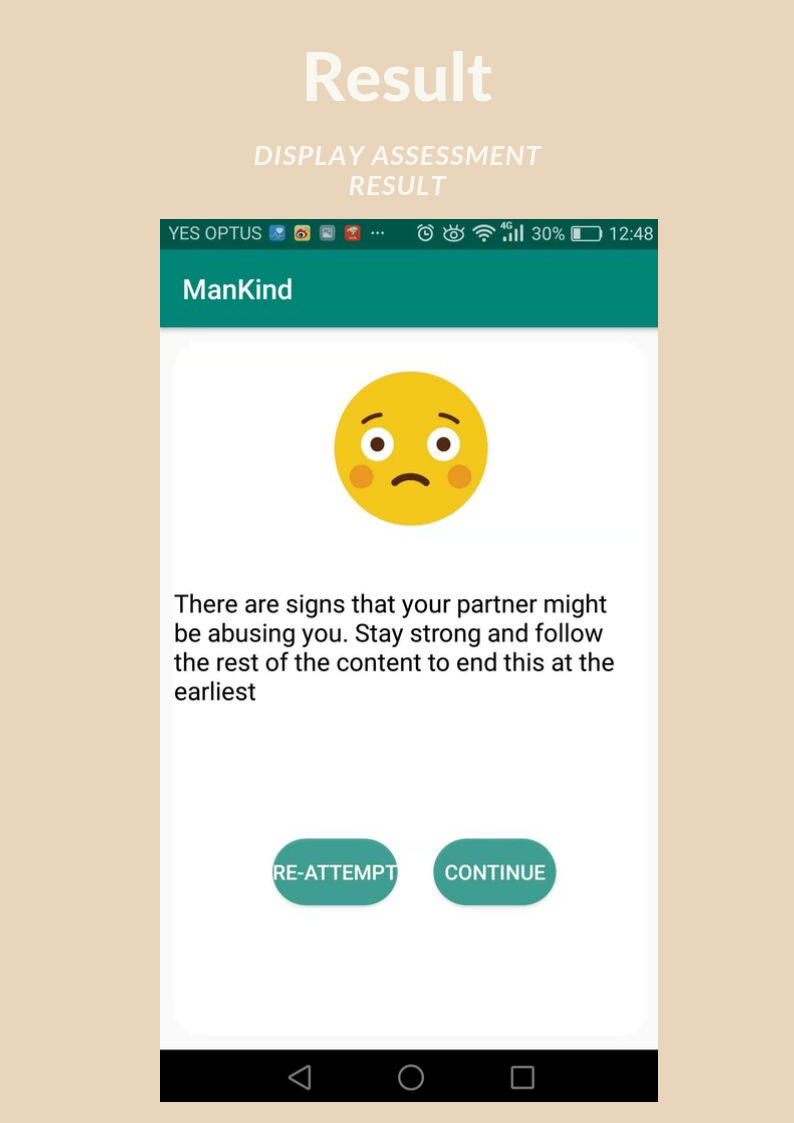 Result
DISPLAY ASSESSMENT
RESULT
YES OPTUS ... 4G 30% 12:48
ManKind
There are signs that your partner might
be abusing you. Stay strong and follow
the rest of the content to end this at the
earliest
RE-ATTEMPT CONTINUE